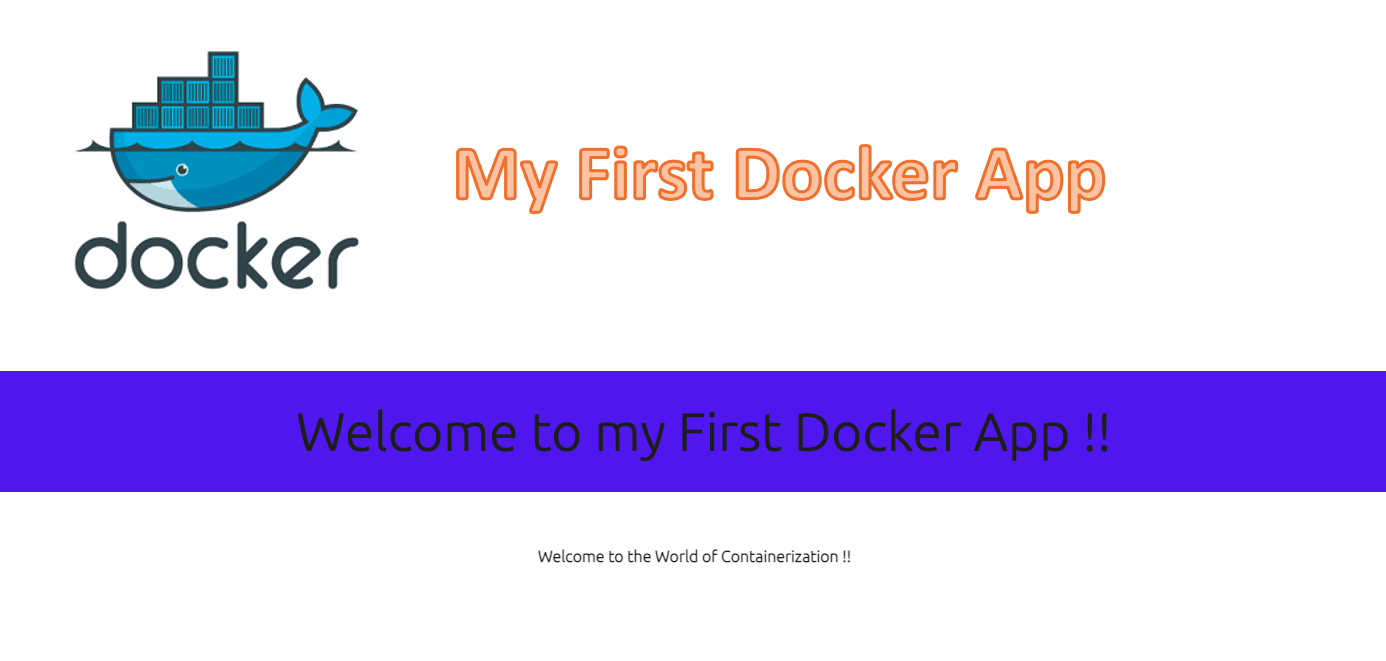 docker
My First Docker App
Welcome to my First Docker App !!
Welcome to the World of Containerization !!